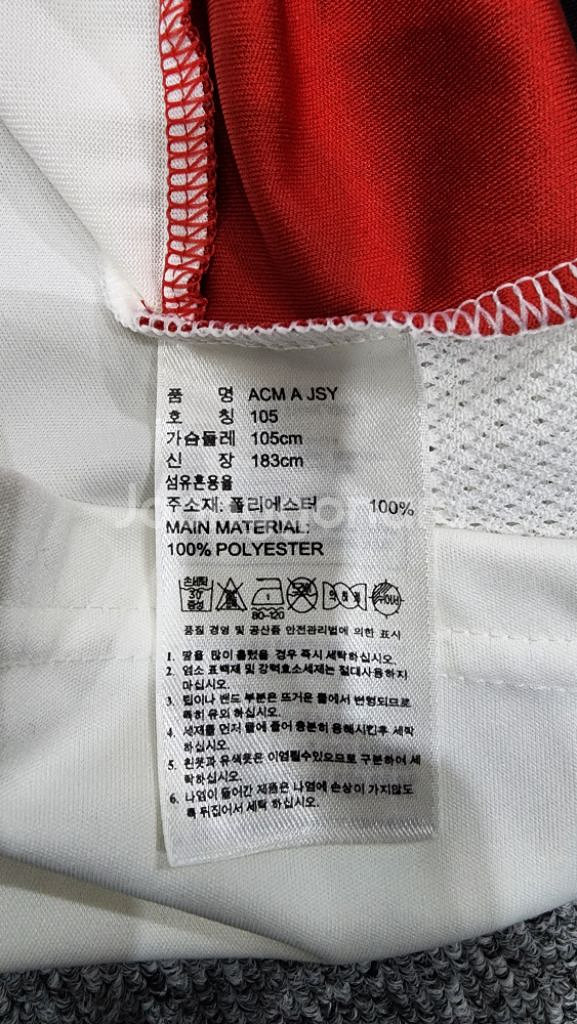 품 명 ACM A JSY
호 칭 105
가슴둘레 105cm
신 장 183cm
섬유혼용율
주소재: 폴리에스터 100%
MAIN MATERIAL:
100% POLYESTER
손세탁
30°
중성
80-120
품질 경영 및 공산품 안전관리법에 의한 표시
1. 땀을 많이 흘렸을 경우 즉시 세탁하십시오.
2. 염소 표백제 및 강력효소세제는 절대사용하지
마십시오.
3. 립이나 밴드 부분은 뜨거운 물에서 변형되므로
특히 유의 하십시오.
4. 세제를 먼저 물에 풀어 충분히 용해시킨후 세탁
하십시오.
5. 흰옷과 유색옷은 이염될수있으므로 구분하여 세
탁하십시오.
6. 나염이 들어간 제품은 나염에 손상이 가지않도
록 뒤집어서 세탁 하십시오.